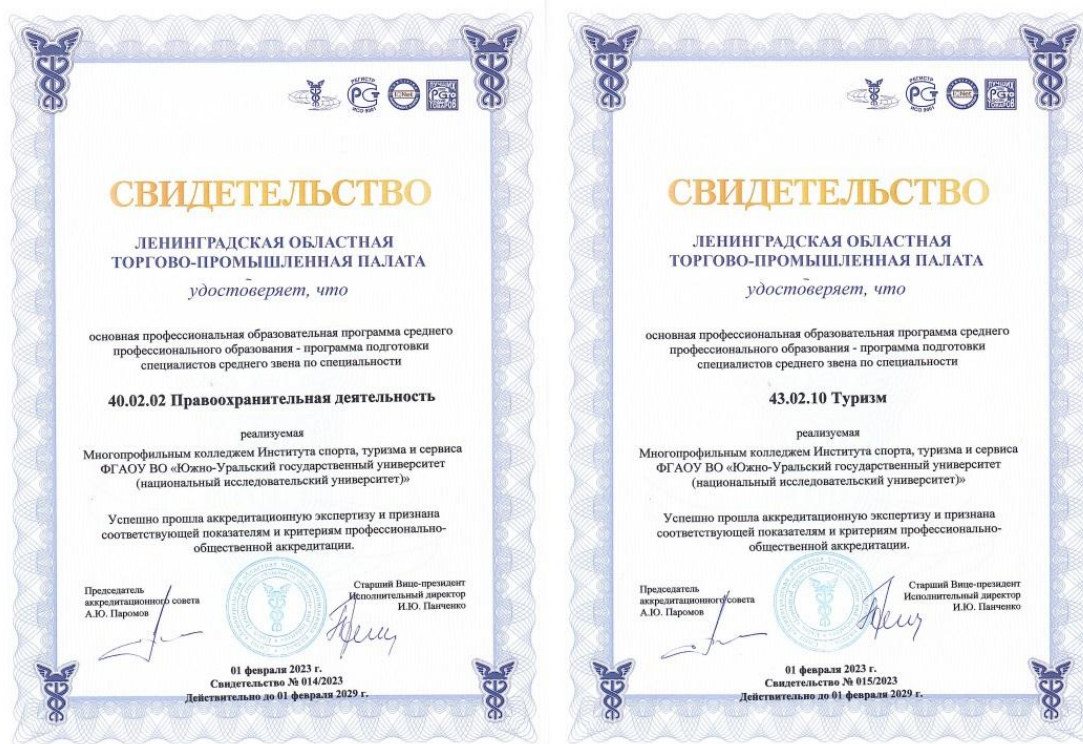 РЕГИСТР
ИСО 9001
СВИДЕТЕЛЬСТВО
ЛЕНИНГРАДСКАЯ ОБЛАСТНАЯ
ТОРГОВО-ПРОМЫШЛЕННАЯ ПАЛАТА
удостоверяет, что
основная профессиональная образовательная программа среднего
профессионального образования - программа подготовки
специалистов среднего звена по специальности
40.02.02 Правоохранительная деятельность
реализуемая
Многопрофильным колледжем Института спорта, туризма и сервиса
ФГАОУ ВО «Южно-Уральский государственный университет
(национальный исследовательский университет)»
Успешно прошла аккредитационную экспертизу и признана
соответствующей показателям и критериям профессионально-
общественной аккредитации.
Председатель
аккредитационного совета
А.Ю. Паромов
Старший Вице-президент
Исполнительный директор
И.Ю. Панченко
01 февраля 2023 г.
Свидетельство № 014/2023
Действительно до 01 февраля 2029 г.
РЕГИСТР
ИСО 9001
СВИДЕТЕЛЬСТВО
ЛЕНИНГРАДСКАЯ ОБЛАСТНАЯ
ТОРГОВО-ПРОМЫШЛЕННАЯ ПАЛАТА
удостоверяет, что
основная профессиональная образовательная программа среднего
профессионального образования - программа подготовки
специалистов среднего звена по специальности
43.02.10 Туризм
реализуемая
Многопрофильным колледжем Института спорта, туризма и сервиса
ФГАОУ ВО «Южно-Уральский государственный университет
(национальный исследовательский университет)»
Успешно прошла аккредитационную экспертизу и признана
соответствующей показателям и критериям профессионально-
общественной аккредитации.
Председатель
аккредитационного совета
А.Ю. Паромов
Старший Вице-президент
Исполнительный директор
И.Ю. Панченко
01 февраля 2023 г.
Свидетельство № 015/2023
Действительно до 01 февраля 2029 г.